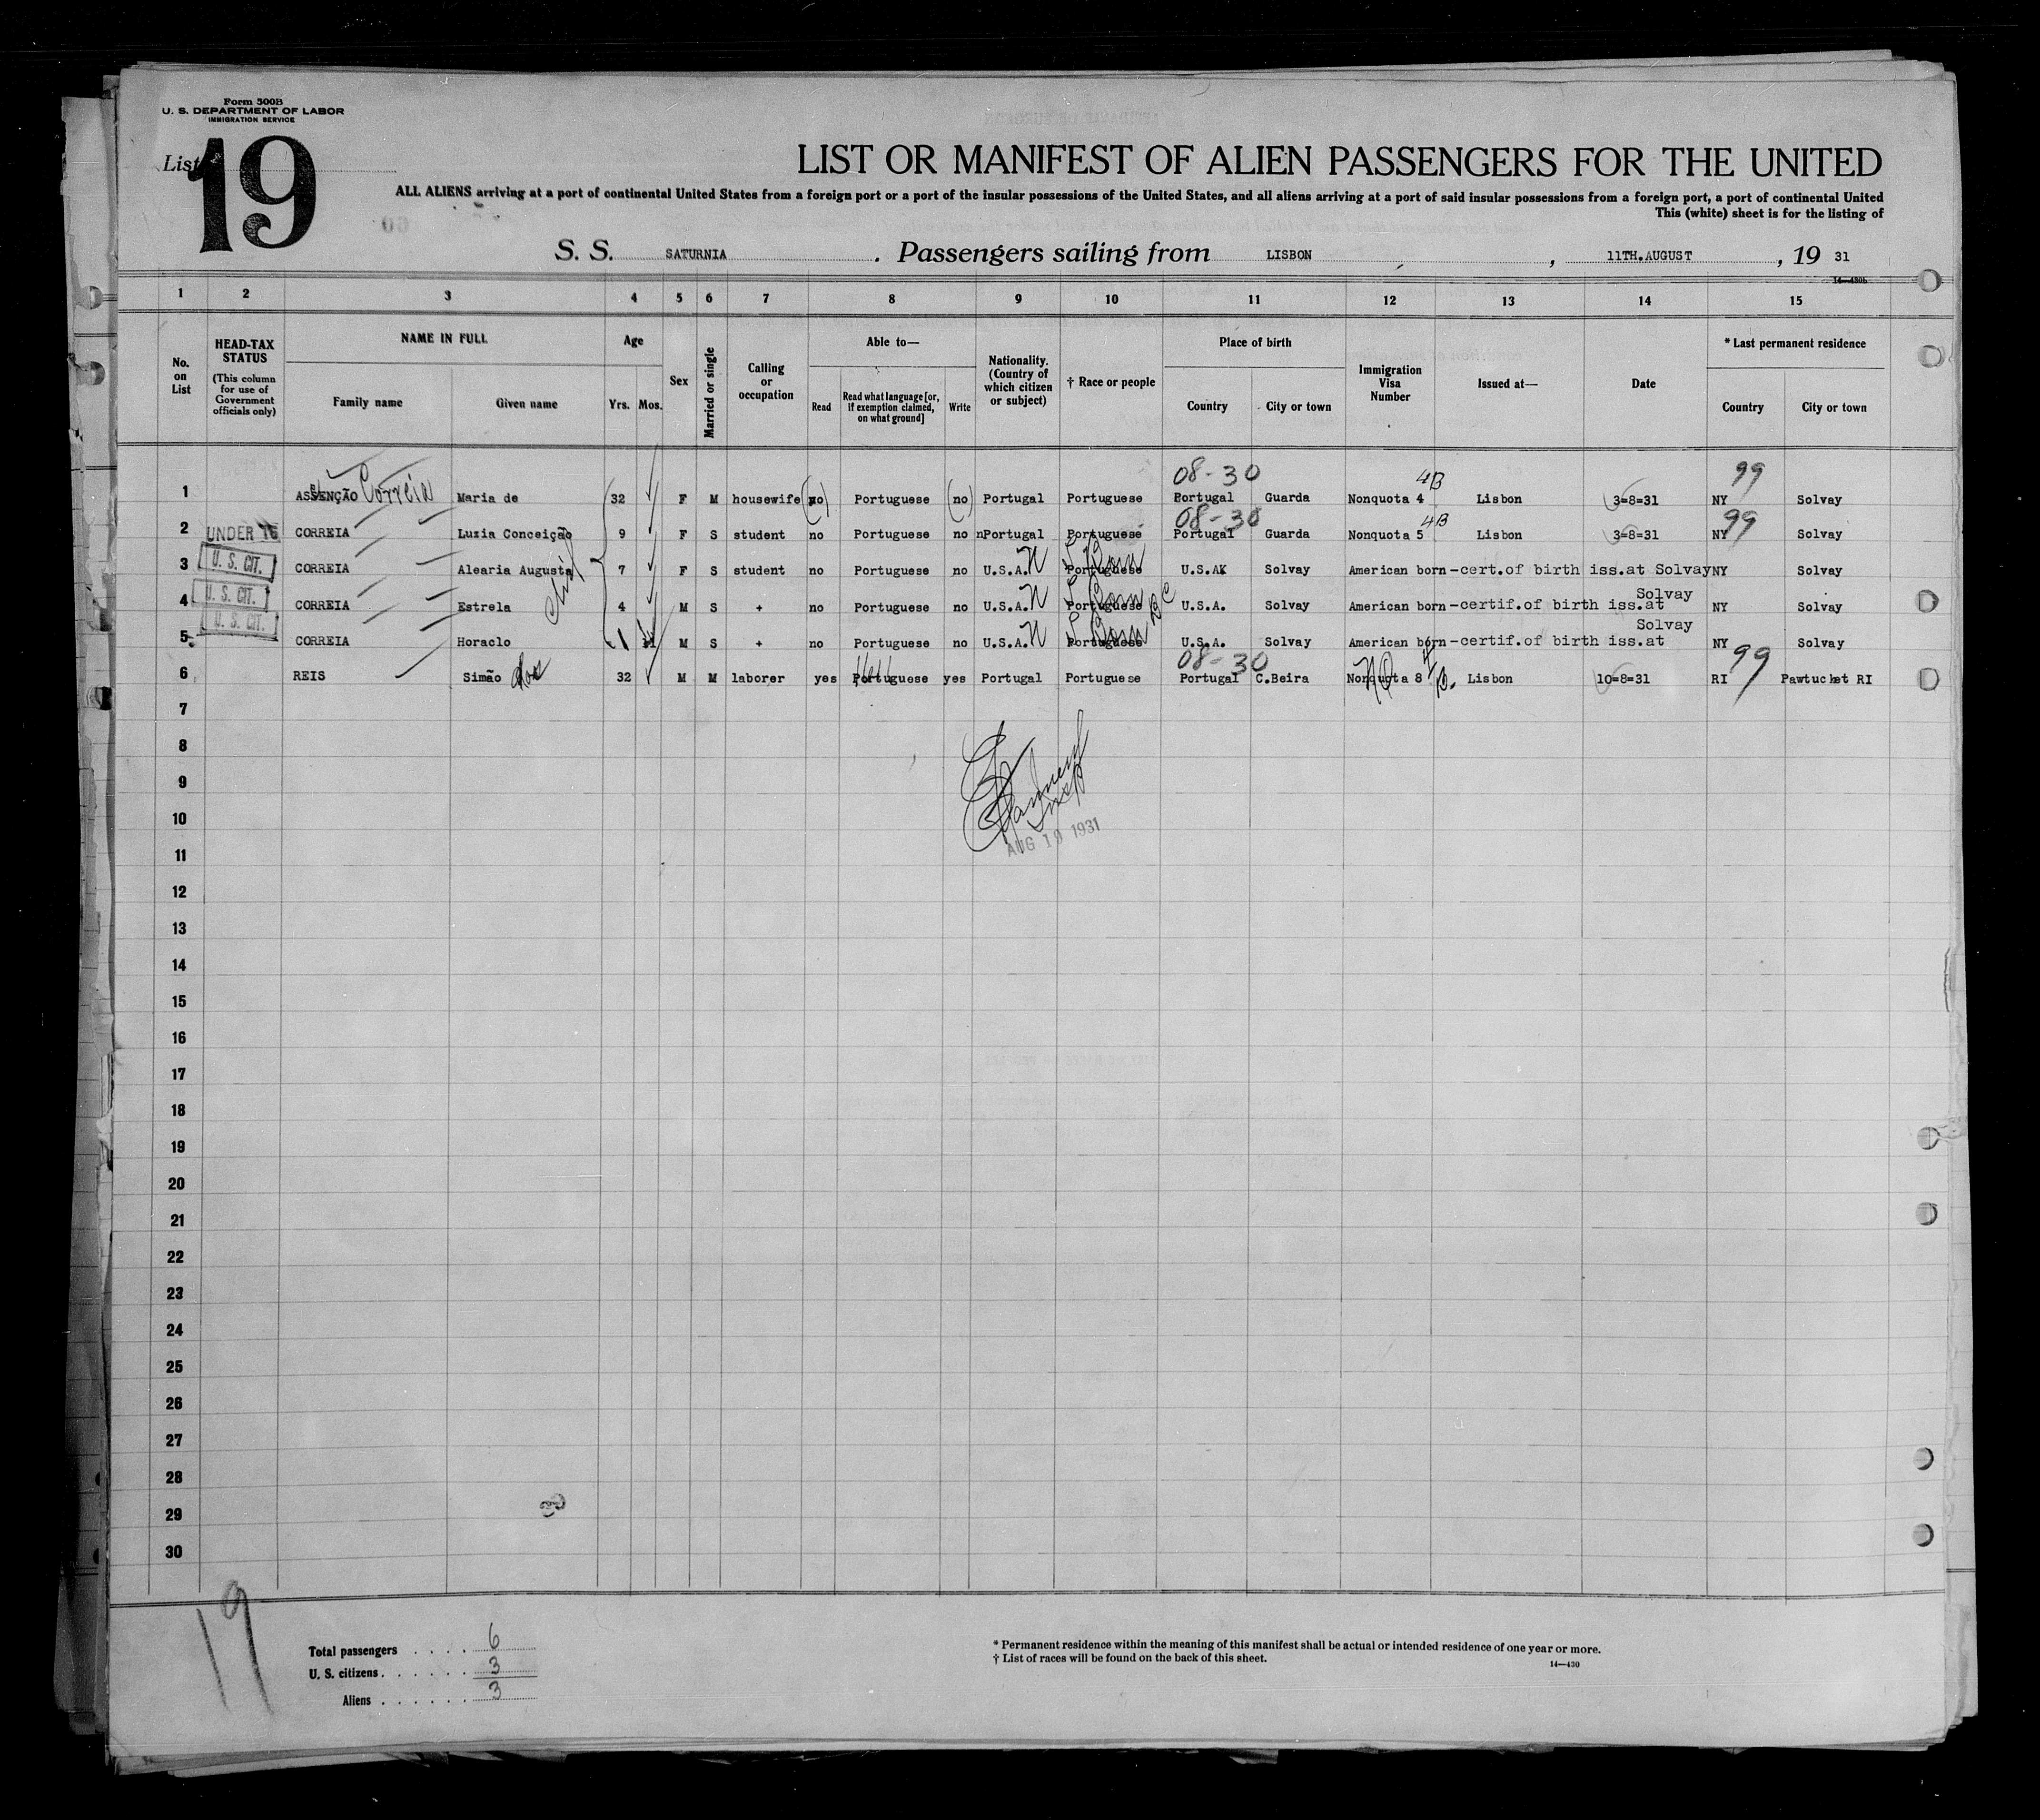 Form 500B
U. S. DEPARTMENT OF LABOR
IMMIGRATION SERVICE
List 19
LIST OR MANIFEST OF ALIEN PASSENGERS FOR THE UNITED
ALL ALIENS arriving at a port of continental United States from a foreign port or a port of the insular possessions of the United States, and all aliens arriving at a port of said insular possessions from a foreign port, a port of continental United
This (white) sheet is for the listing of
S. S. SATURNIA. Passengers sailing from LISBON, 11TH.AUGUST, 19 31
14—430b
1 2 3 4 5 6 7 8 9 10 11 12 13 14 15
No. on List
HEAD-TAX STATUS (This column for use of Government officials only)
NAME IN FULL
Family name Given name
Age
Yrs. Mos.
Sex
Married or single
Calling or occupation
Able to—
Read Read what language [or, if exemption claimed, on what ground] Write
Nationality. (Country of which citizen or subject)
† Race or people
Place of birth
Country City or town
Immigration Visa Number
Issued at—
Date
* Last permanent residence
Country City or town
08-30 4B 99
1 ASSENÇÃO Correia Maria de 32 F M housewife no Portuguese (no) Portugal Portuguese Portugal Guarda Nonquota 4 Lisbon 3=8=31 NY Solvay
08-30 4B 99
2 UNDER 16 CORREIA Luzia Conceição 9 F S student no Portuguese no nPortugal Portuguese Portugal Guarda Nonquota 5 Lisbon 3=8=31 NY Solvay
3 U. S. CIT. CORREIA Alearia Augusta 7 F S student no Portuguese no U.S.A. N Portuguese U.S.AK Solvay American born-cert.of birth iss.at Solvay NY Solvay
Solvay
4 U. S. CIT. CORREIA Estrela 4 M S + no Portuguese no U.S.A. N Portuguese U.S.A. Solvay American born-certif.of birth iss.at NY Solvay
Solvay
5 U. S. CIT. CORREIA Horaclo 1 M S + no Portuguese no U.S.A. N Portuguese U.S.A. Solvay American born-certif.of birth iss.at NY Solvay
08-30 99
6 REIS Simão dos 32 M M laborer yes Portuguese yes Portugal Portuguese Portugal C.Beira Nonquota 8 Lisbon 10=8=31 RI Pawtucket RI
7
8
9
10
AUG 19 1931
11
12
13
14
15
16
17
18
19
20
21
22
23
24
25
26
27
28
29
30
19
Total passengers . . . . 6
U. S. citizens . . . . . . 3
Aliens . . . . . . 3
* Permanent residence within the meaning of this manifest shall be actual or intended residence of one year or more.
† List of races will be found on the back of this sheet.
14—430